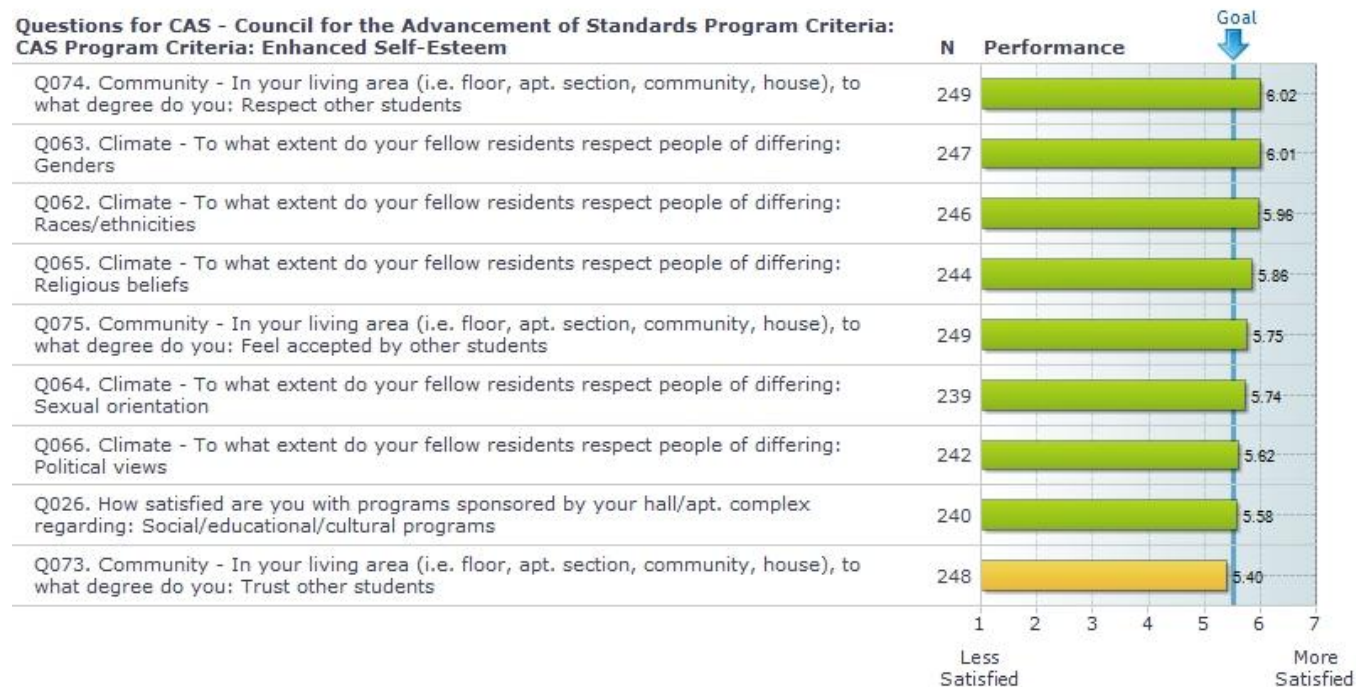 Goal
Questions for CAS - Council for the Advancement of Standards Program Criteria:
CAS Program Criteria: Enhanced Self-Esteem
N Performance
Q074. Community - In your living area (i.e. floor, apt. section, community, house), to
what degree do you: Respect other students
249 6.02
Q063. Climate - To what extent do your fellow residents respect people of differing:
Genders
247 6.01
Q062. Climate - To what extent do your fellow residents respect people of differing:
Races/ethnicities
246 5.96
Q065. Climate - To what extent do your fellow residents respect people of differing:
Religious beliefs
244 5.86
Q075. Community - In your living area (i.e. floor, apt. section, community, house), to
what degree do you: Feel accepted by other students
249 5.75
Q064. Climate - To what extent do your fellow residents respect people of differing:
Sexual orientation
239 5.74
Q066. Climate - To what extent do your fellow residents respect people of differing:
Political views
242 5.62
Q026. How satisfied are you with programs sponsored by your hall/apt. complex
regarding: Social/educational/cultural programs
240 5.58
Q073. Community - In your living area (i.e. floor, apt. section, community, house), to
what degree do you: Trust other students
248 5.40
1 2 3 4 5 6 7
Less More
Satisfied Satisfied